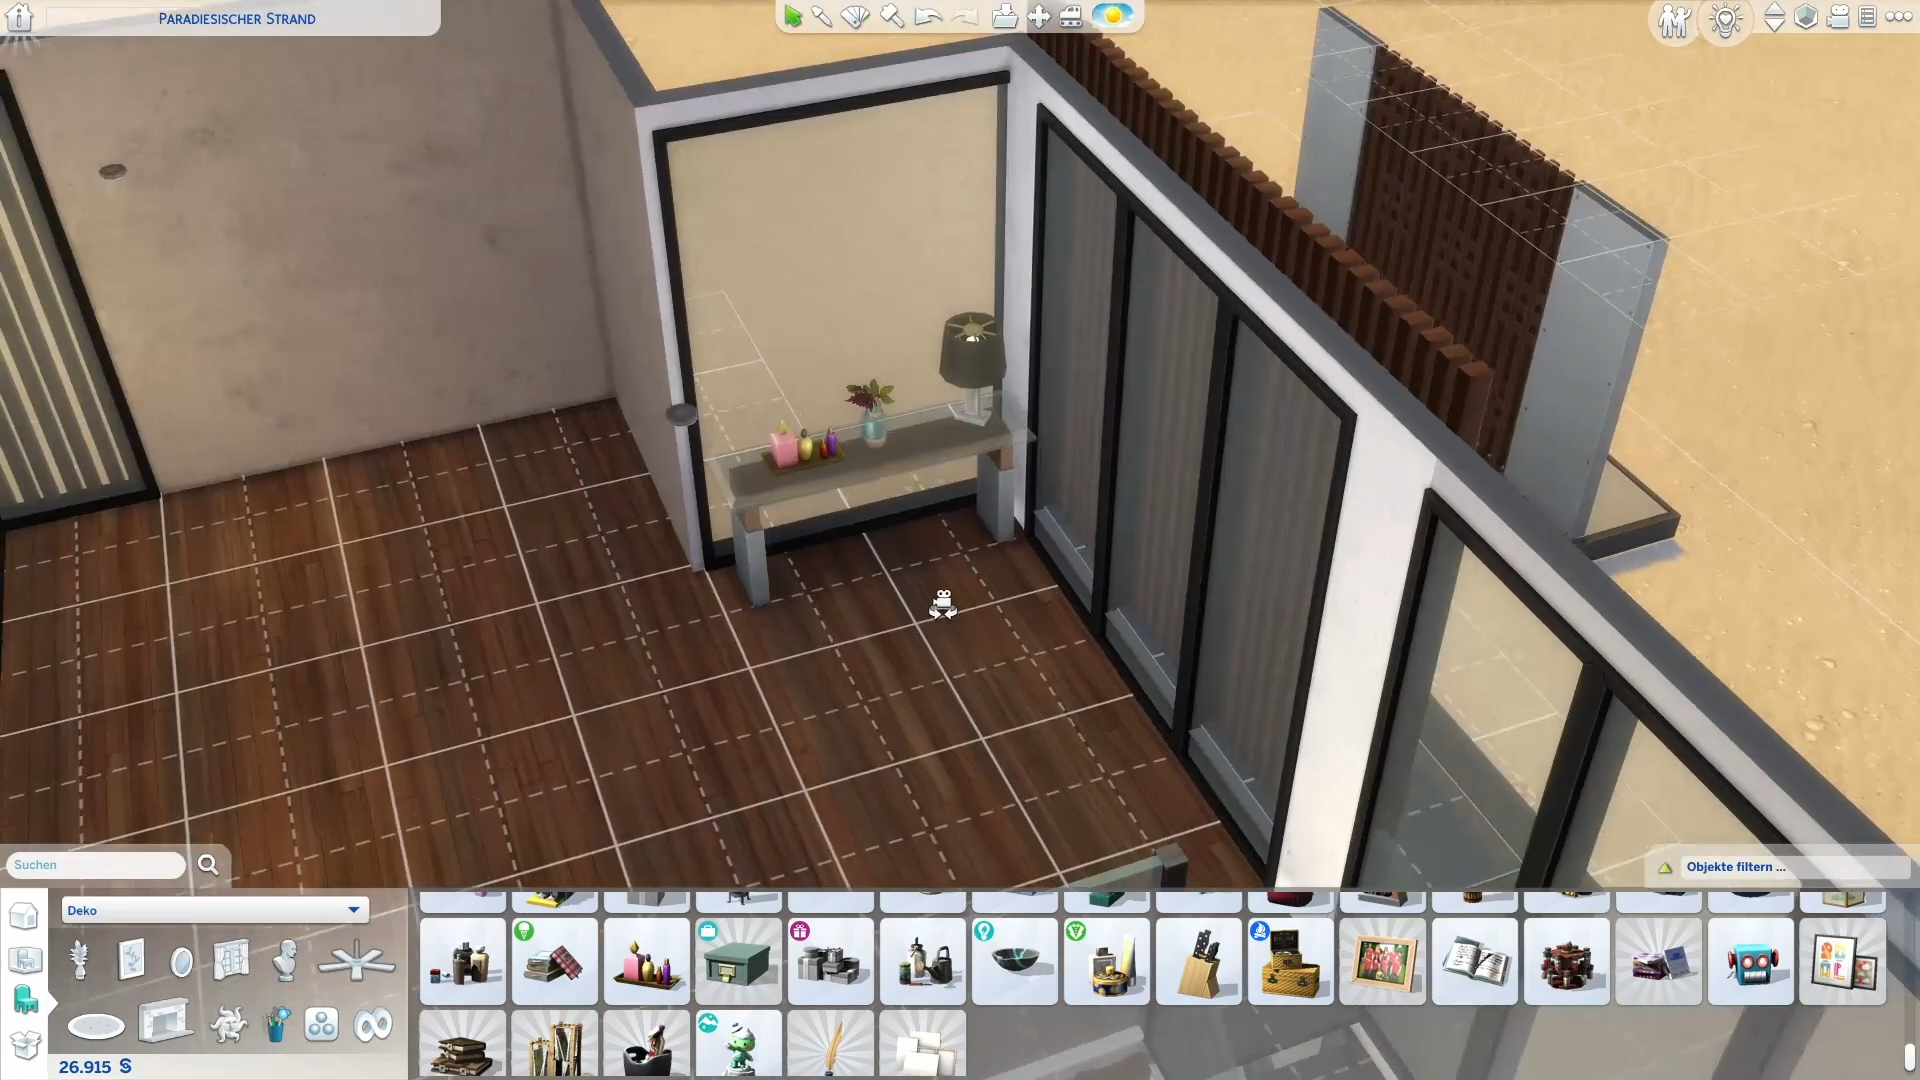 Paradiesischer Strand
Suchen
Objekte filtern ...
Deko
26.915 S